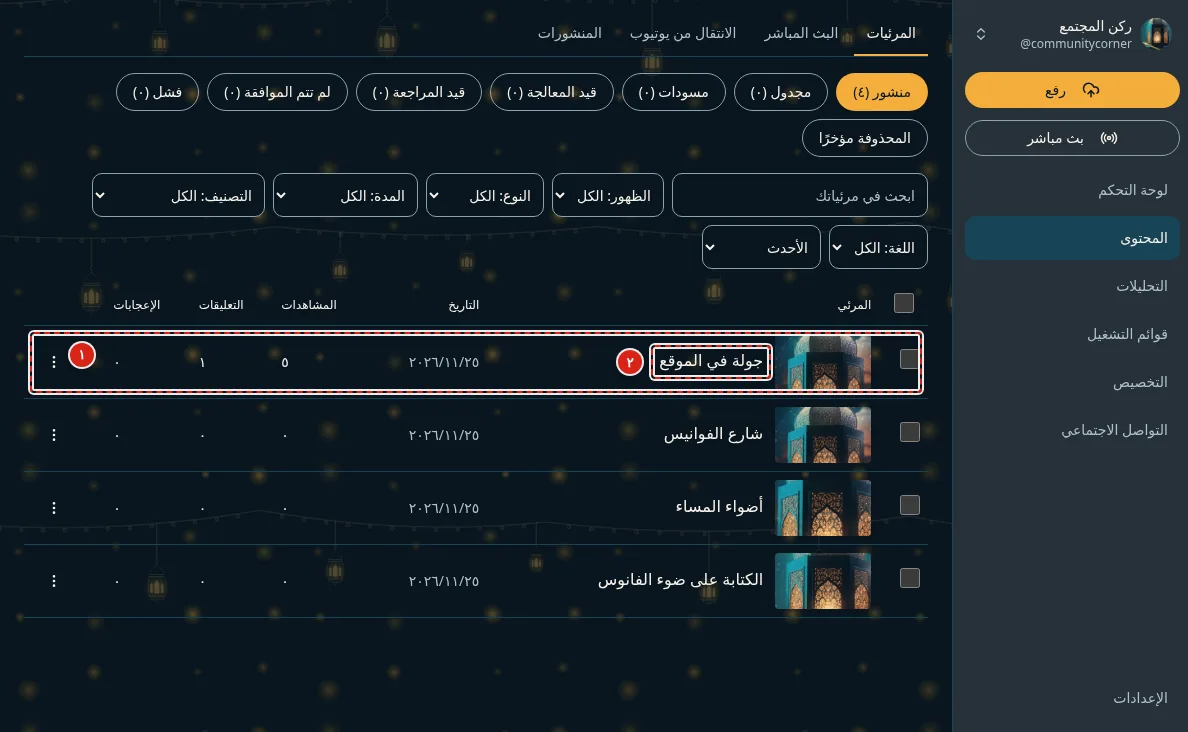 ركن المجتمع
@communitycorner
رفع
بث مباشر
لوحة التحكم
المحتوى
التحليلات
قوائم التشغيل
التخصيص
التواصل الاجتماعي
الإعدادات
المرئيات البث المباشر الانتقال من يوتيوب المنشورات
منشور (٤) مجدول (٠) مسودات (٠) قيد المعالجة (٠) قيد المراجعة (٠) لم تتم الموافقة (٠) فشل (٠)
المحذوفة مؤخرًا
ابحث في مرئياتك الظهور: الكل النوع: الكل المدة: الكل التصنيف: الكل
اللغة: الكل الأحدث
المرئي التاريخ المشاهدات التعليقات الإعجابات
جولة في الموقع ٢ ٢٠٢٦/١١/٢٥ ٥ ١ ٠ ١
شارع الفوانيس ٢٠٢٦/١١/٢٥ ٠ ٠ ٠
أضواء المساء ٢٠٢٦/١١/٢٥ ٠ ٠ ٠
الكتابة على ضوء الفانوس ٢٠٢٦/١١/٢٥ ٠ ٠ ٠